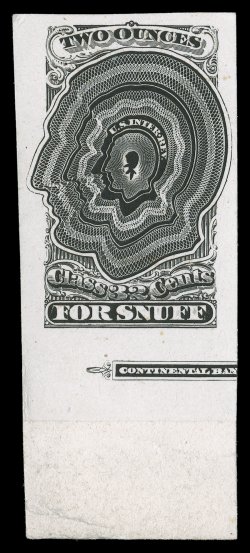 TWO OUNCES
U.S. INTER. REV.
Class 32 Cents
FOR SNUFF
CONTINENTAL BAN